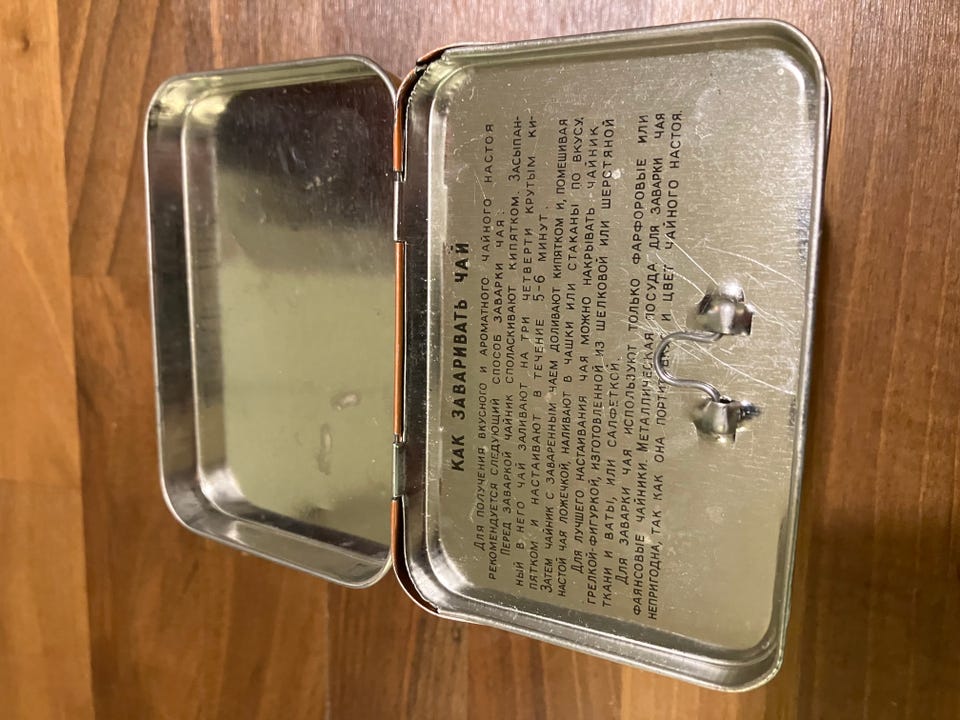 КАК ЗАВАРИВАТЬ ЧАЙ
Для получения вкусного и ароматного чайного настоя
рекомендуется следующий способ заварки чая:
Перед заваркой чайник споласкивают кипятком. Засыпан-
ный в него чай заливают на три четверти крутым ки-
пятком и настаивают в течение 5-6 минут.
Затем чайник с заваренным чаем доливают кипятком и, помешивая
настой чая ложечкой, наливают в чашки или стаканы по вкусу.
Для лучшего настаивания чая можно накрывать чайник
грелкой-фигуркой, изготовленной из шелковой или шерстяной
ткани и ваты, или салфеткой.
Для заварки чая используют только фарфоровые или
фаянсовые чайники. Металлическая посуда для заварки чая
непригодна, так как она портит и цвет чайного настоя.